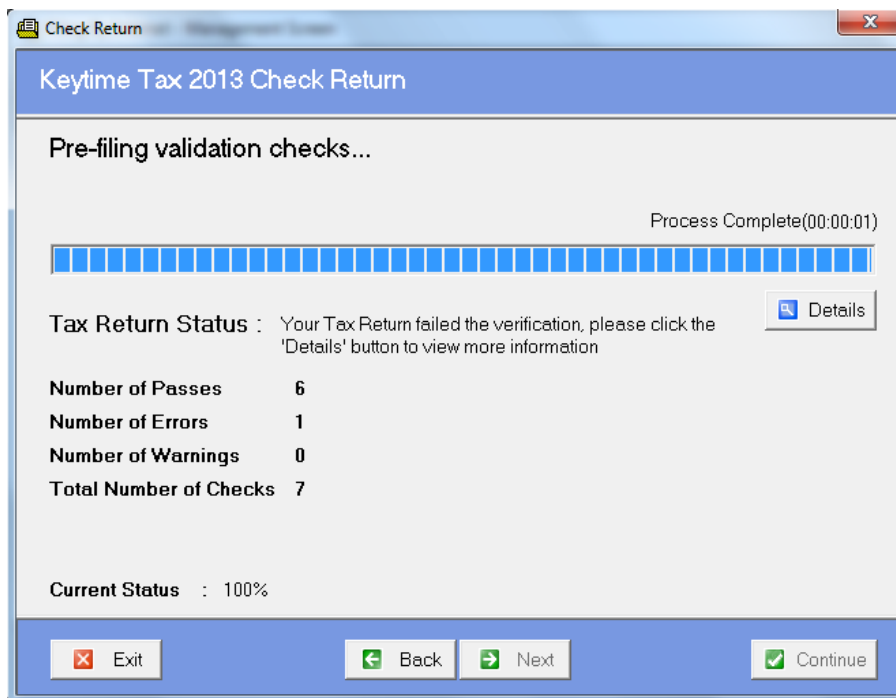 Check Return
Keytime Tax 2013 Check Return
Pre-filing validation checks...
Process Complete(00:00:01)
Details
Tax Return Status : Your Tax Return failed the verification, please click the
'Details' button to view more information
Number of Passes 6
Number of Errors 1
Number of Warnings 0
Total Number of Checks 7
Current Status : 100%
Exit Back Next Continue